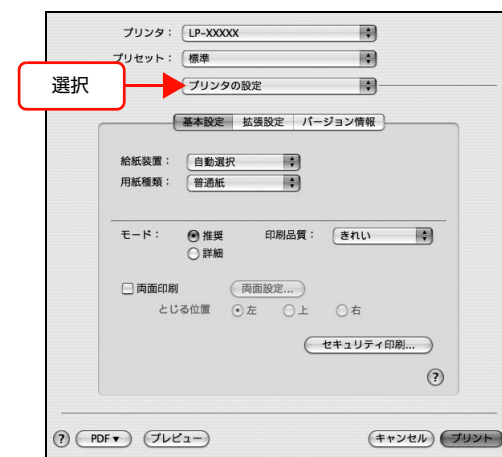 プリンタ： LP-XXXXX
プリセット： 標準
選択
プリンタの設定
基本設定 拡張設定 バージョン情報
給紙装置： 自動選択
用紙種類： 普通紙
モード： 推奨 印刷品質： きれい
詳細
両面印刷 両面設定...
とじる位置 左 上 右
セキュリティ印刷...
?
? PDF▼ プレビュー キャンセル プリント